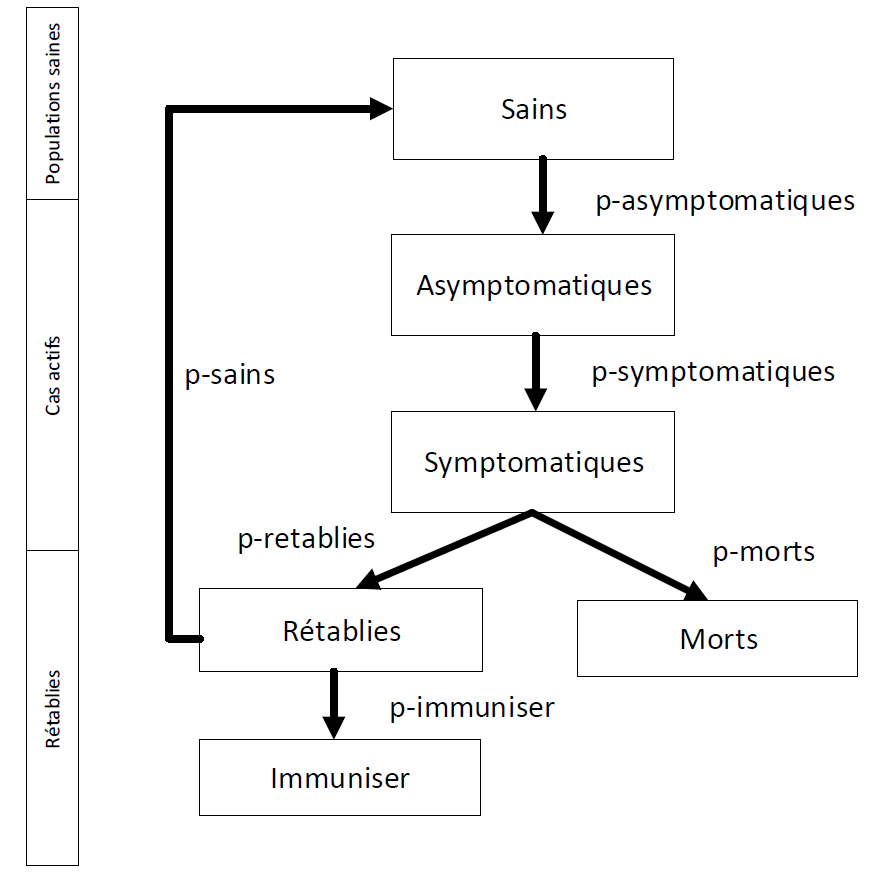 Populations saines
Sains
p-asymptomatiques
Asymptomatiques
Cas actifs
p-sains
p-symptomatiques
Symptomatiques
p-retablies
p-morts
Rétablies
Rétablies
Morts
p-immuniser
Immuniser